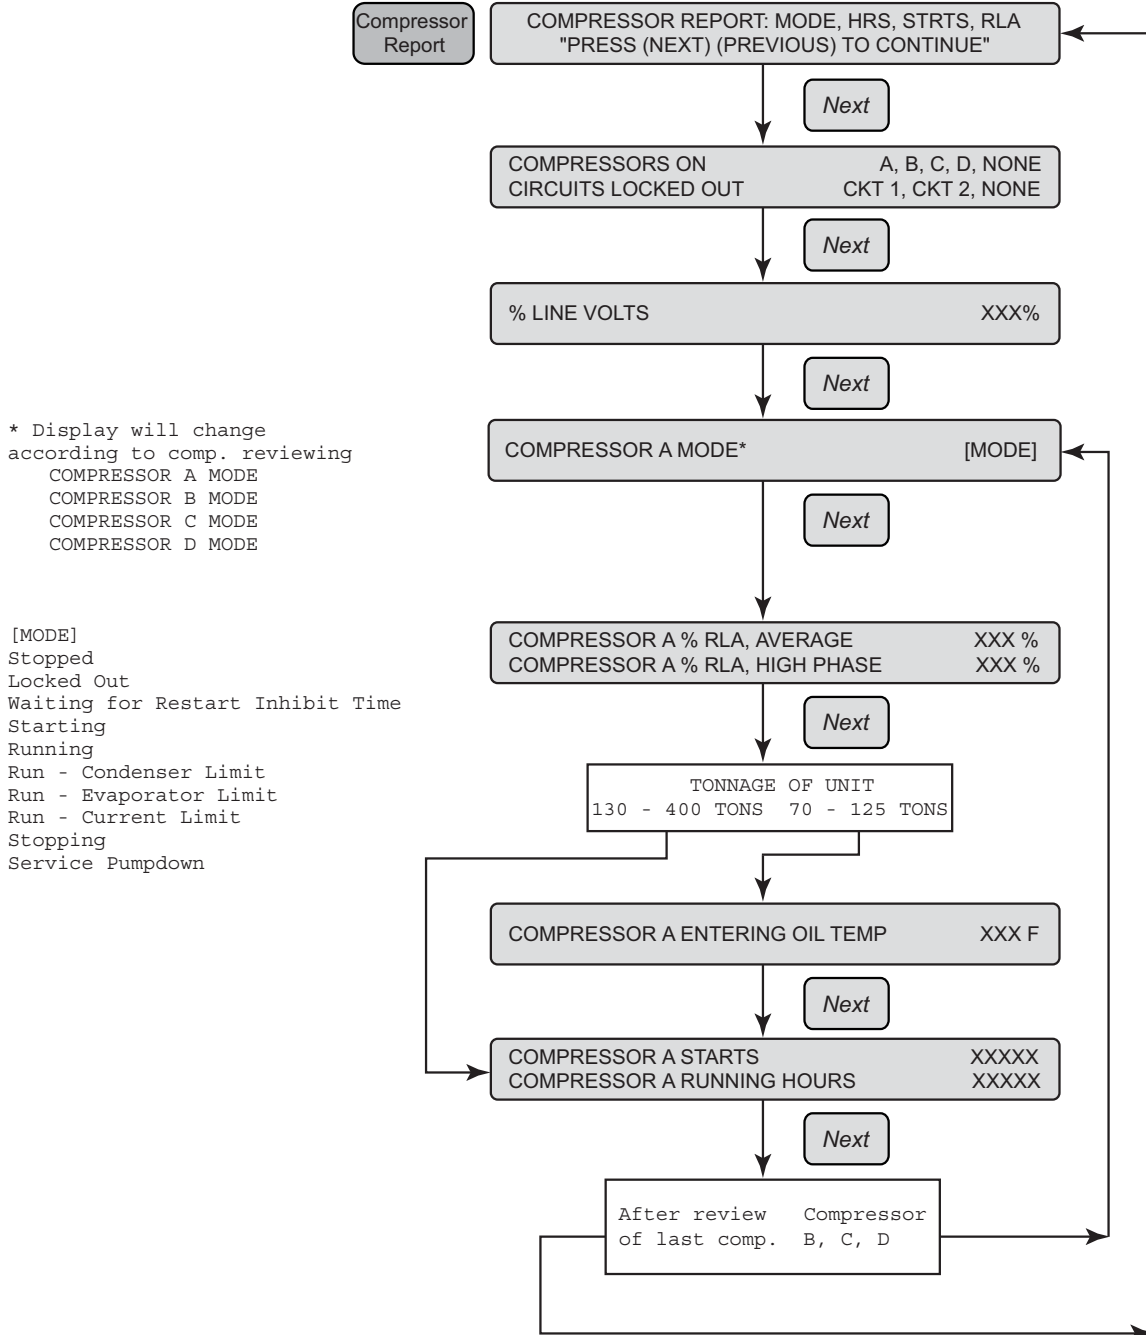 Compressor
Report
COMPRESSOR REPORT: MODE, HRS, STRTS, RLA
"PRESS (NEXT) (PREVIOUS) TO CONTINUE"
Next
COMPRESSORS ON A, B, C, D, NONE
CIRCUITS LOCKED OUT CKT 1, CKT 2, NONE
Next
% LINE VOLTS XXX%
Next
* Display will change
according to comp. reviewing
COMPRESSOR A MODE
COMPRESSOR B MODE
COMPRESSOR C MODE
COMPRESSOR D MODE
COMPRESSOR A MODE* [MODE]
Next
[MODE]
Stopped
Locked Out
Waiting for Restart Inhibit Time
Starting
Running
Run - Condenser Limit
Run - Evaporator Limit
Run - Current Limit
Stopping
Service Pumpdown
COMPRESSOR A % RLA, AVERAGE XXX %
COMPRESSOR A % RLA, HIGH PHASE XXX %
Next
TONNAGE OF UNIT
130 - 400 TONS 70 - 125 TONS
COMPRESSOR A ENTERING OIL TEMP XXX F
Next
COMPRESSOR A STARTS XXXXX
COMPRESSOR A RUNNING HOURS XXXXX
Next
After review Compressor
of last comp. B, C, D